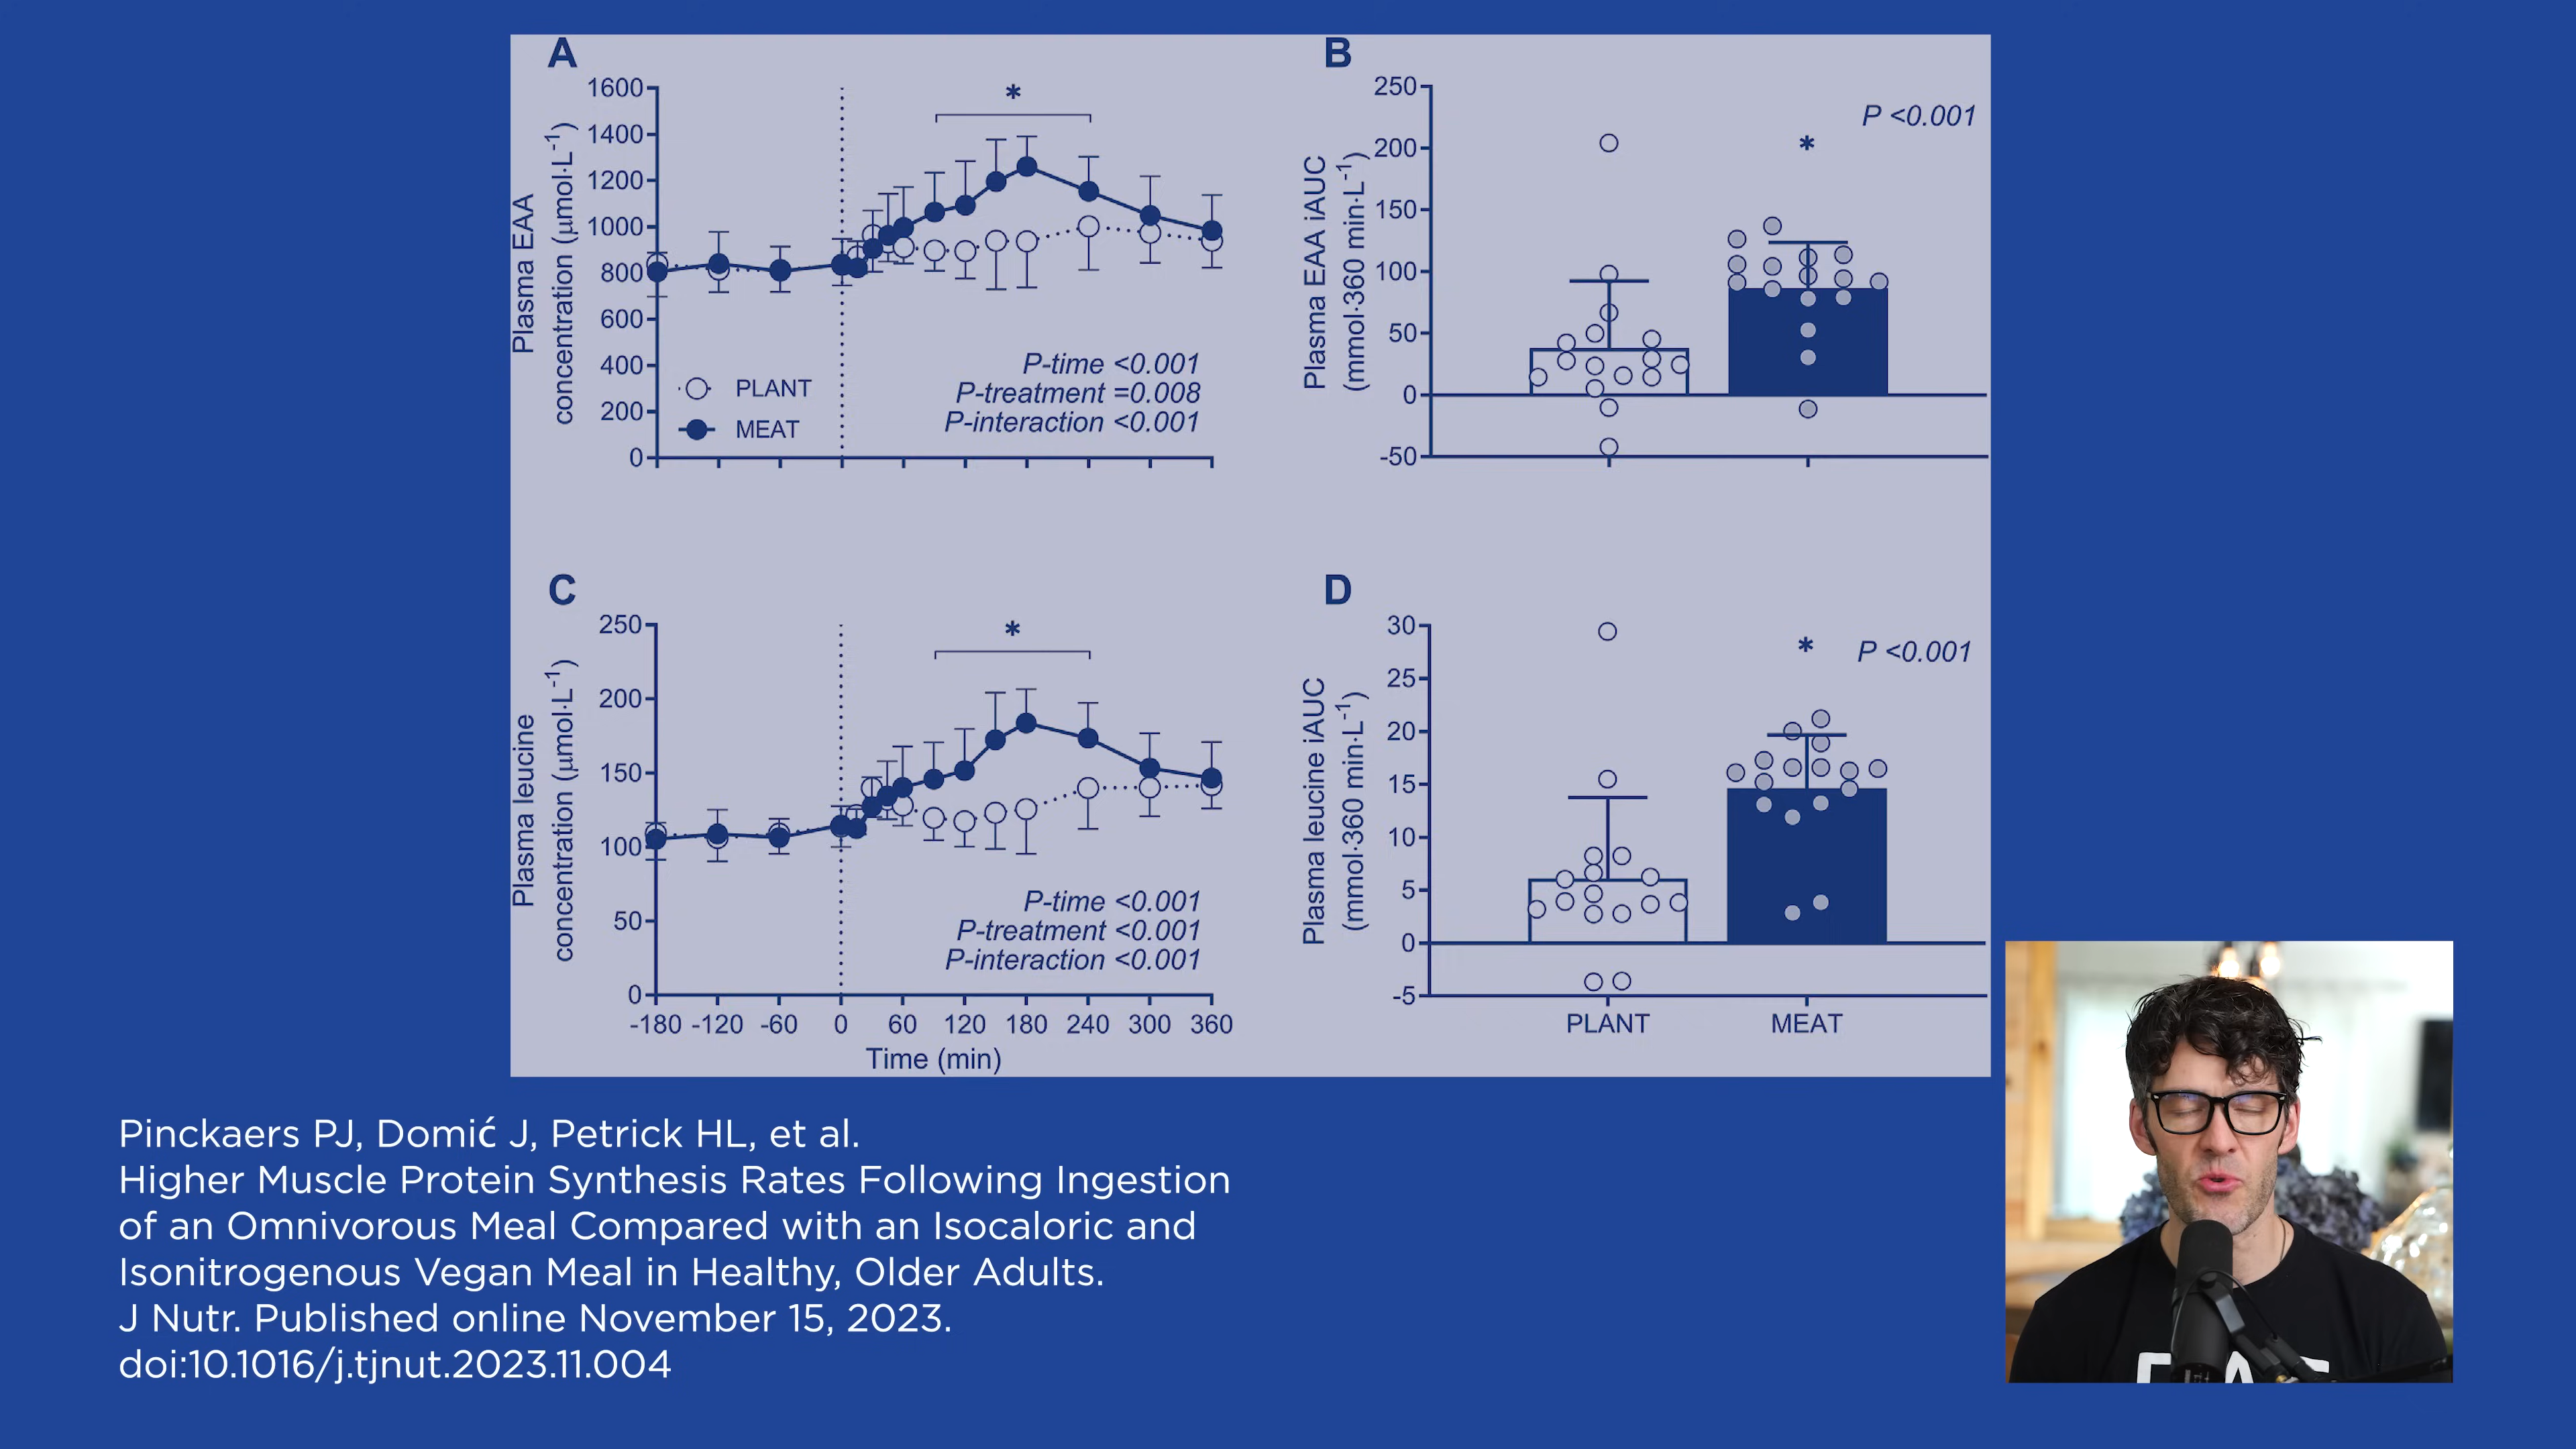 A
1600
1400
1200
1000
800
600
400
200
0
Plasma EAA
concentration (µmol·L-1)
*
PLANT
MEAT
P-time <0.001
P-treatment =0.008
P-interaction <0.001
B
250
200
150
100
50
0
-50
Plasma EAA iAUC
(mmol·360 min·L-1)
P <0.001
*
C
250
200
150
100
50
0
Plasma leucine
concentration (µmol·L-1)
*
P-time <0.001
P-treatment <0.001
P-interaction <0.001
-180 -120 -60 0 60 120 180 240 300 360
Time (min)
D
30
25
20
15
10
5
0
-5
Plasma leucine iAUC
(mmol·360 min·L-1)
* P <0.001
PLANT MEAT
Pinckaers PJ, Domić J, Petrick HL, et al.
Higher Muscle Protein Synthesis Rates Following Ingestion
of an Omnivorous Meal Compared with an Isocaloric and
Isonitrogenous Vegan Meal in Healthy, Older Adults.
J Nutr. Published online November 15, 2023.
doi:10.1016/j.tjnut.2023.11.004